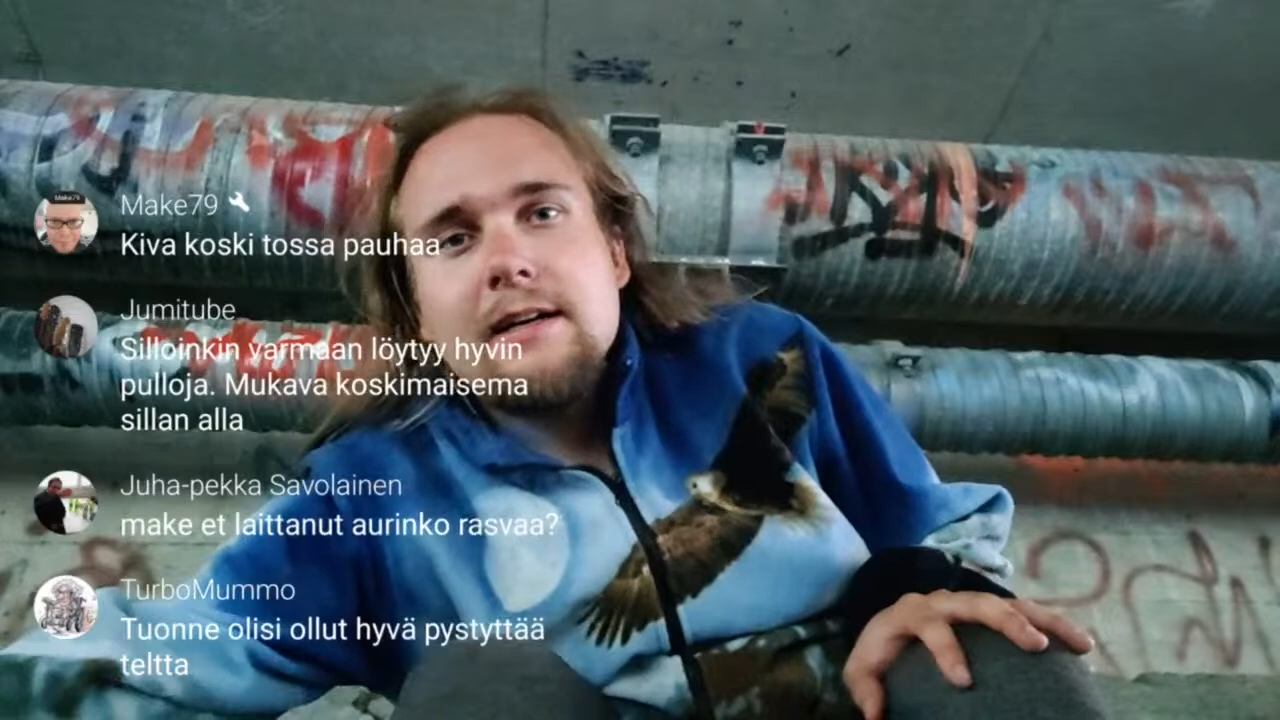 Make79
Kiva koski tossa pauhaa
Jumitube
Silloinkin varmaan löytyy hyvin
pulloja. Mukava koskimaisema
sillan alla
Juha-pekka Savolainen
make et laittanut aurinko rasvaa?
TurboMummo
Tuonne olisi ollut hyvä pystyttää
teltta